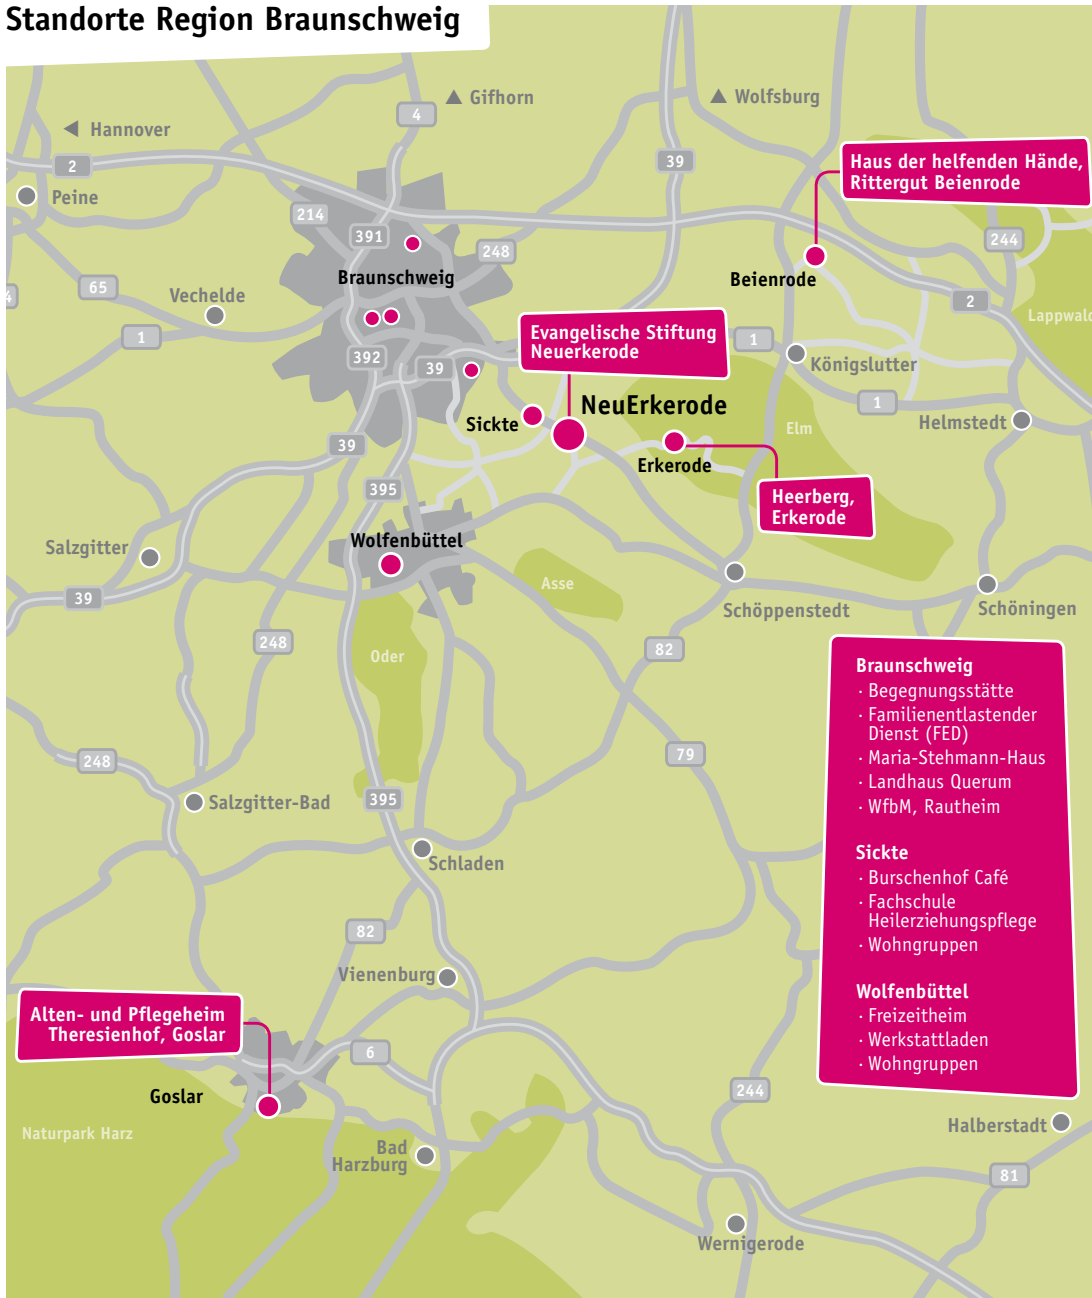 Standorte Region Braunschweig
Gifhorn
Wolfsburg
Hannover
4
2
39
Haus der helfenden Hände,
Rittergut Beienrode
Peine
214
391
248
244
Braunschweig
Beienrode
65
Vechelde
4
2
Lappwald
Evangelische Stiftung
Neuerkerode
1
1
392
39
Königslutter
NeuErkerode
1
Sickte
Elm
Helmstedt
39
Erkerode
395
Heerberg,
Erkerode
Wolfenbüttel
Salzgitter
Asse
39
Schöppenstedt
Schöningen
248
82
Oder
Braunschweig
· Begegnungsstätte
· Familienentlastender
Dienst (FED)
· Maria-Stehmann-Haus
· Landhaus Querum
· WfbM, Rautheim
Sickte
· Burschenhof Café
· Fachschule
Heilerziehungspflege
· Wohngruppen
Wolfenbüttel
· Freizeitheim
· Werkstattladen
· Wohngruppen
248
79
Salzgitter-Bad
395
Schladen
82
Vienenburg
Alten- und Pflegeheim
Theresienhof, Goslar
6
Goslar
244
Naturpark Harz
Bad
Harzburg
Halberstadt
81
Wernigerode